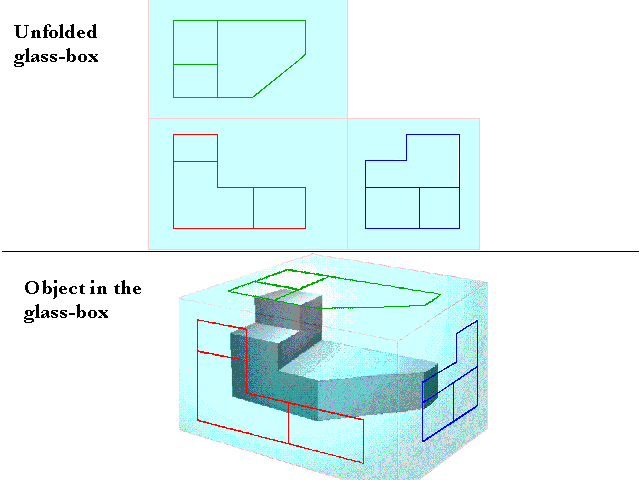 Unfolded
glass-box
Object in the
glass-box